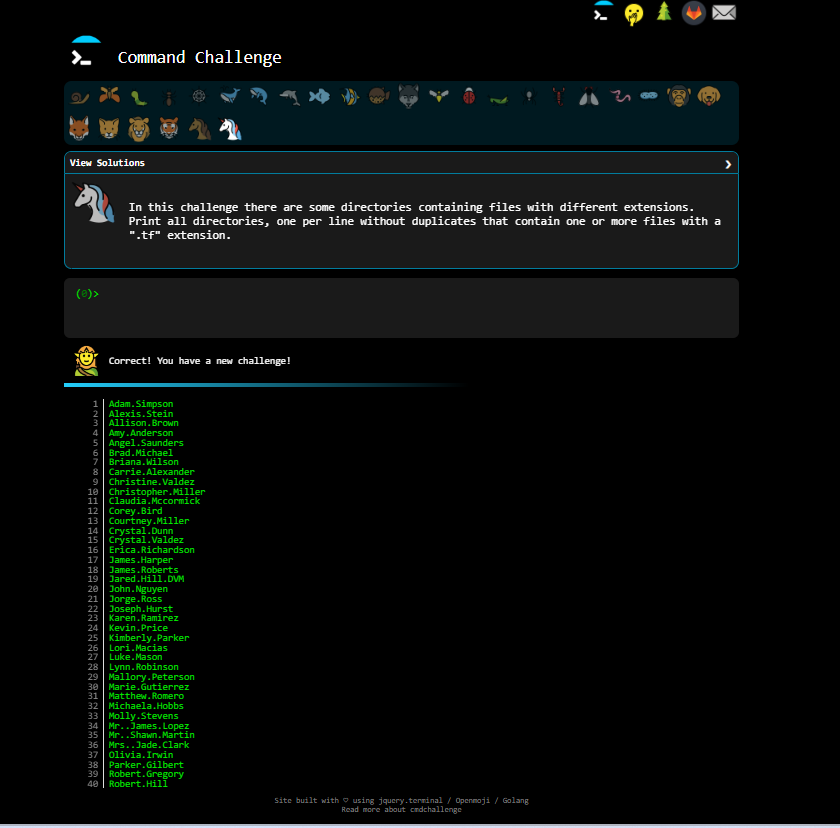 Command Challenge
View Solutions
In this challenge there are some directories containing files with different extensions.
Print all directories, one per line without duplicates that contain one or more files with a
".tf" extension.
(0)>
Correct! You have a new challenge!
1 Adam.Simpson
2 Alexis.Stein
3 Allison.Brown
4 Amy.Anderson
5 Angel.Saunders
6 Brad.Michael
7 Briana.Wilson
8 Carrie.Alexander
9 Christine.Valdez
10 Christopher.Miller
11 Claudia.Mccormick
12 Corey.Bird
13 Courtney.Miller
14 Crystal.Dunn
15 Crystal.Valdez
16 Erica.Richardson
17 James.Harper
18 James.Roberts
19 Jared.Hill.DVM
20 John.Nguyen
21 Jorge.Ross
22 Joseph.Hurst
23 Karen.Ramirez
24 Kevin.Price
25 Kimberly.Parker
26 Lori.Macias
27 Luke.Mason
28 Lynn.Robinson
29 Mallory.Peterson
30 Marie.Gutierrez
31 Matthew.Romero
32 Michaela.Hobbs
33 Molly.Stevens
34 Mr..James.Lopez
35 Mr..Shawn.Martin
36 Mrs..Jade.Clark
37 Olivia.Irwin
38 Parker.Gilbert
39 Robert.Gregory
40 Robert.Hill
Site built with ♡ using jquery.terminal / Openmoji / Golang
Read more about cmdchallenge